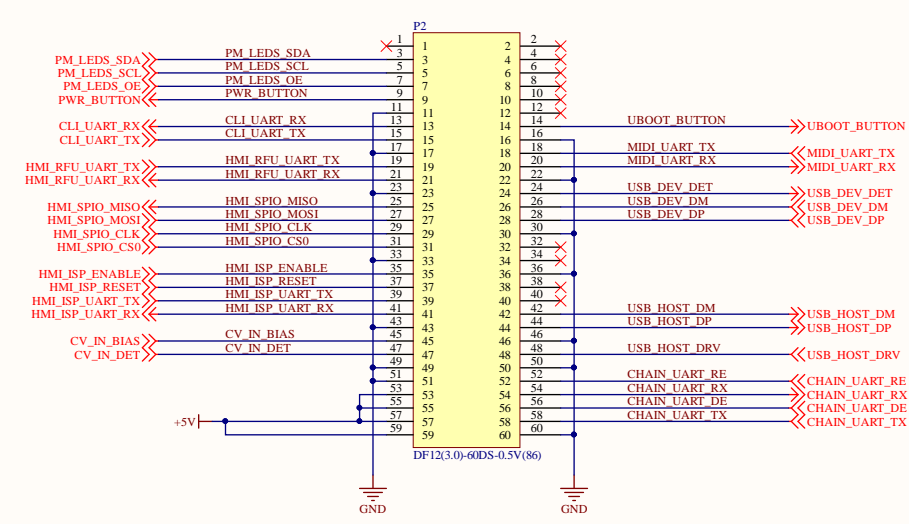 P2
1 1 2 2
PM_LEDS_SDA PM_LEDS_SDA 3 3 4 4
PM_LEDS_SCL PM_LEDS_SCL 5 5 6 6
PM_LEDS_OE PM_LEDS_OE 7 7 8 8
PWR_BUTTON PWR_BUTTON 9 9 10 10
11 11 12 12
CLI_UART_RX CLI_UART_RX 13 13 14 14 UBOOT_BUTTON UBOOT_BUTTON
CLI_UART_TX CLI_UART_TX 15 15 16 16
17 17 18 18 MIDI_UART_TX MIDI_UART_TX
HMI_RFU_UART_TX HMI_RFU_UART_TX 19 19 20 20 MIDI_UART_RX MIDI_UART_RX
HMI_RFU_UART_RX HMI_RFU_UART_RX 21 21 22 22
23 23 24 24 USB_DEV_DET USB_DEV_DET
HMI_SPIO_MISO HMI_SPIO_MISO 25 25 26 26 USB_DEV_DM USB_DEV_DM
HMI_SPIO_MOSI HMI_SPIO_MOSI 27 27 28 28 USB_DEV_DP USB_DEV_DP
HMI_SPIO_CLK HMI_SPIO_CLK 29 29 30 30
HMI_SPIO_CS0 HMI_SPIO_CS0 31 31 32 32
33 33 34 34
HMI_ISP_ENABLE HMI_ISP_ENABLE 35 35 36 36
HMI_ISP_RESET HMI_ISP_RESET 37 37 38 38
HMI_ISP_UART_TX HMI_ISP_UART_TX 39 39 40 40
HMI_ISP_UART_RX HMI_ISP_UART_RX 41 41 42 42 USB_HOST_DM USB_HOST_DM
43 43 44 44 USB_HOST_DP USB_HOST_DP
CV_IN_BIAS CV_IN_BIAS 45 45 46 46
CV_IN_DET CV_IN_DET 47 47 48 48 USB_HOST_DRV USB_HOST_DRV
49 49 50 50
51 51 52 52 CHAIN_UART_RE CHAIN_UART_RE
53 53 54 54 CHAIN_UART_RX CHAIN_UART_RX
55 55 56 56 CHAIN_UART_DE CHAIN_UART_DE
+5V 57 57 58 58 CHAIN_UART_TX CHAIN_UART_TX
59 59 60 60
DF12(3.0)-60DS-0.5V(86)
GND GND